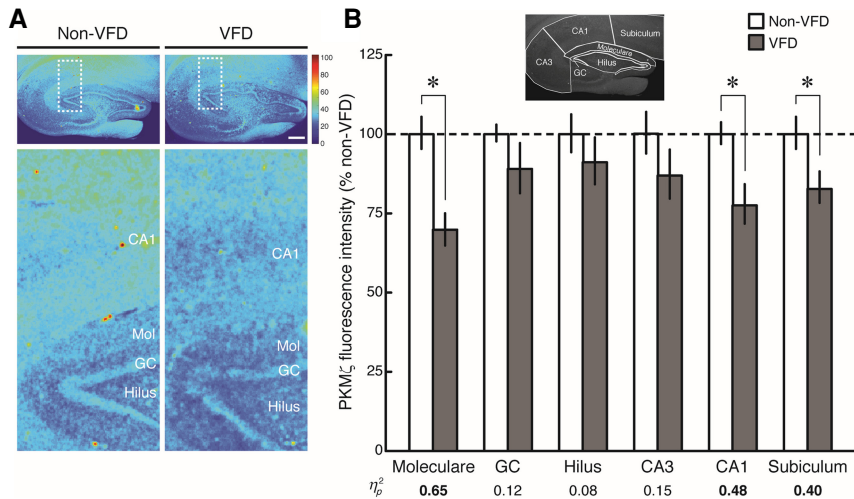 A
Non-VFD
VFD
100
80
60
40
20
0
CA1
CA1
Mol
Mol
GC
GC
Hilus
Hilus
B
CA1
Subiculum
Moleculare
CA3
Hilus
GC
Non-VFD
VFD
PKMζ fluorescence intensity (% non-VFD)
125
100
75
50
25
0
*
*
*
Moleculare GC Hilus CA3 CA1 Subiculum
η²ₚ 0.65 0.12 0.08 0.15 0.48 0.40